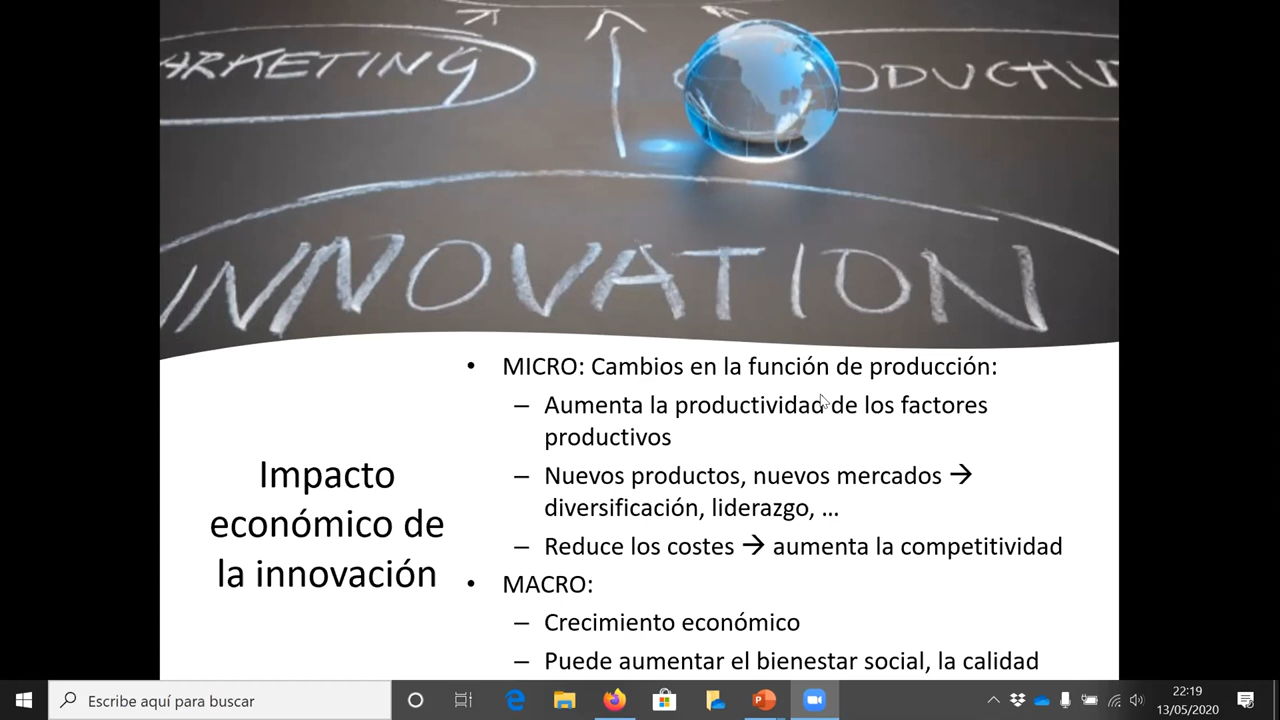 ARKETING
ODUCTIV
INNOVATION
Impacto
económico de
la innovación
• MICRO: Cambios en la función de producción:
– Aumenta la productividad de los factores
productivos
– Nuevos productos, nuevos mercados →
diversificación, liderazgo, ...
– Reduce los costes → aumenta la competitividad
• MACRO:
– Crecimiento económico
– Puede aumentar el bienestar social, la calidad
Escribe aquí para buscar
22:19
13/05/2020